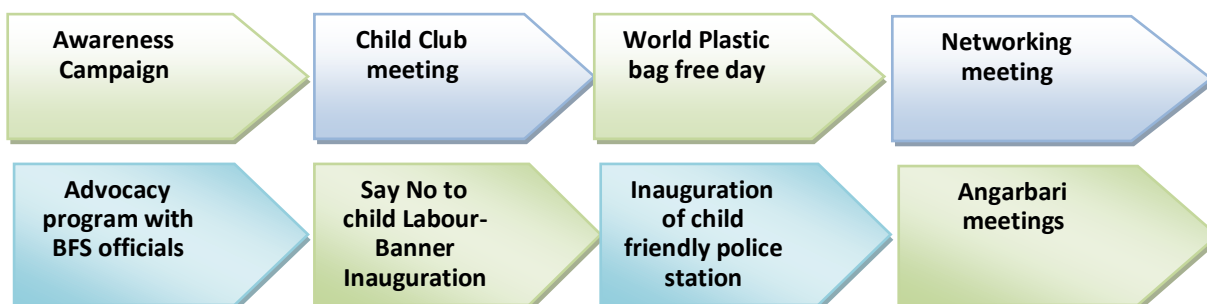 Awareness
Campaign
Child Club
meeting
World Plastic
bag free day
Networking
meeting
Advocacy
program with
BFS officials
Say No to
child Labour-
Banner
Inauguration
Inauguration
of child
friendly police
station
Angarbari
meetings